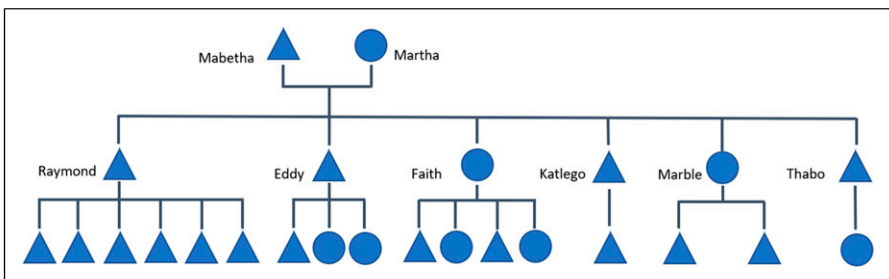 Mabetha
Martha
Raymond
Eddy
Faith
Katlego
Marble
Thabo